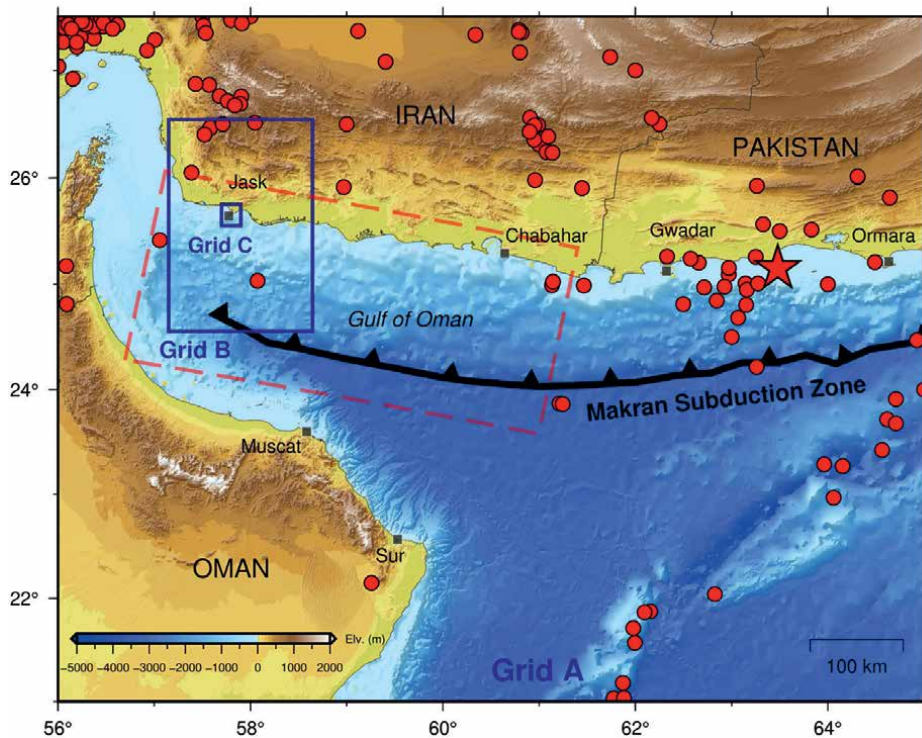 IRAN
PAKISTAN
26°
Jask
Grid C
Chabahar
Gwadar
Ormara
Gulf of Oman
Grid B
24°
Makran Subduction Zone
Muscat
Sur
OMAN
22°
Elv. (m)
−5000 −4000 −3000 −2000 −1000 0 1000 2000
Grid A
100 km
56° 58° 60° 62° 64°